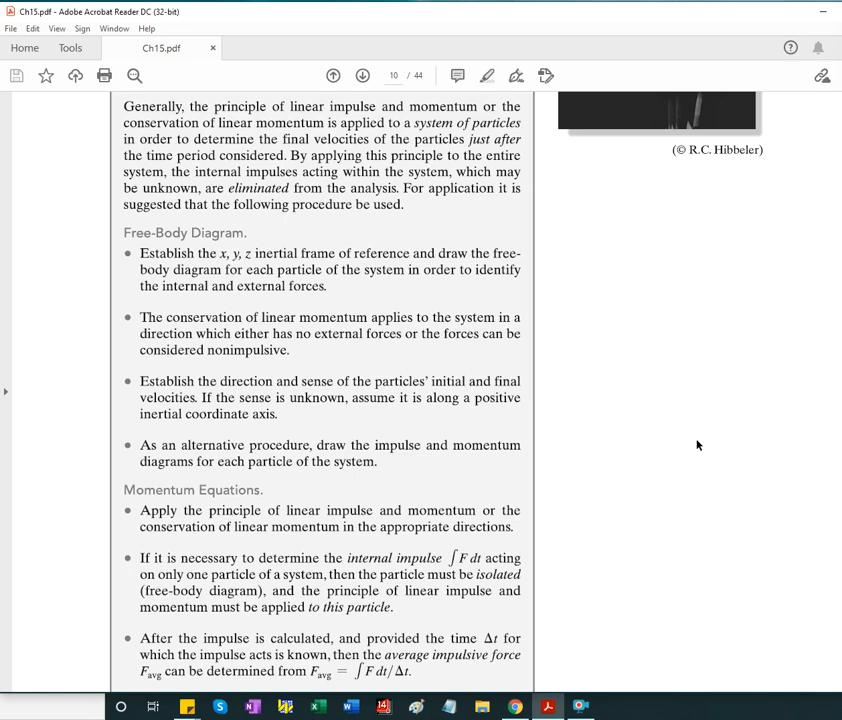 Ch15.pdf - Adobe Acrobat Reader DC (32-bit)
File Edit View Sign Window Help
Home Tools Ch15.pdf ×
10 / 44
Generally, the principle of linear impulse and momentum or the
conservation of linear momentum is applied to a system of particles
in order to determine the final velocities of the particles just after
the time period considered. By applying this principle to the entire
system, the internal impulses acting within the system, which may
be unknown, are eliminated from the analysis. For application it is
suggested that the following procedure be used.
(© R.C. Hibbeler)
Free-Body Diagram.
• Establish the x, y, z inertial frame of reference and draw the free-
body diagram for each particle of the system in order to identify
the internal and external forces.
• The conservation of linear momentum applies to the system in a
direction which either has no external forces or the forces can be
considered nonimpulsive.
• Establish the direction and sense of the particles' initial and final
velocities. If the sense is unknown, assume it is along a positive
inertial coordinate axis.
• As an alternative procedure, draw the impulse and momentum
diagrams for each particle of the system.
Momentum Equations.
• Apply the principle of linear impulse and momentum or the
conservation of linear momentum in the appropriate directions.
• If it is necessary to determine the internal impulse ∫F dt acting
on only one particle of a system, then the particle must be isolated
(free-body diagram), and the principle of linear impulse and
momentum must be applied to this particle.
• After the impulse is calculated, and provided the time Δt for
which the impulse acts is known, then the average impulsive force
Favg can be determined from Favg = ∫F dt/Δt.